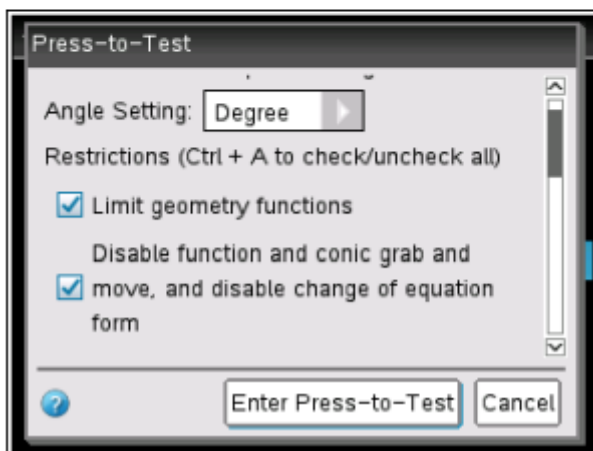 Press-to-Test
Angle Setting: Degree
Restrictions (Ctrl + A to check/uncheck all)
Limit geometry functions
Disable function and conic grab and
move, and disable change of equation
form
Enter Press-to-Test Cancel